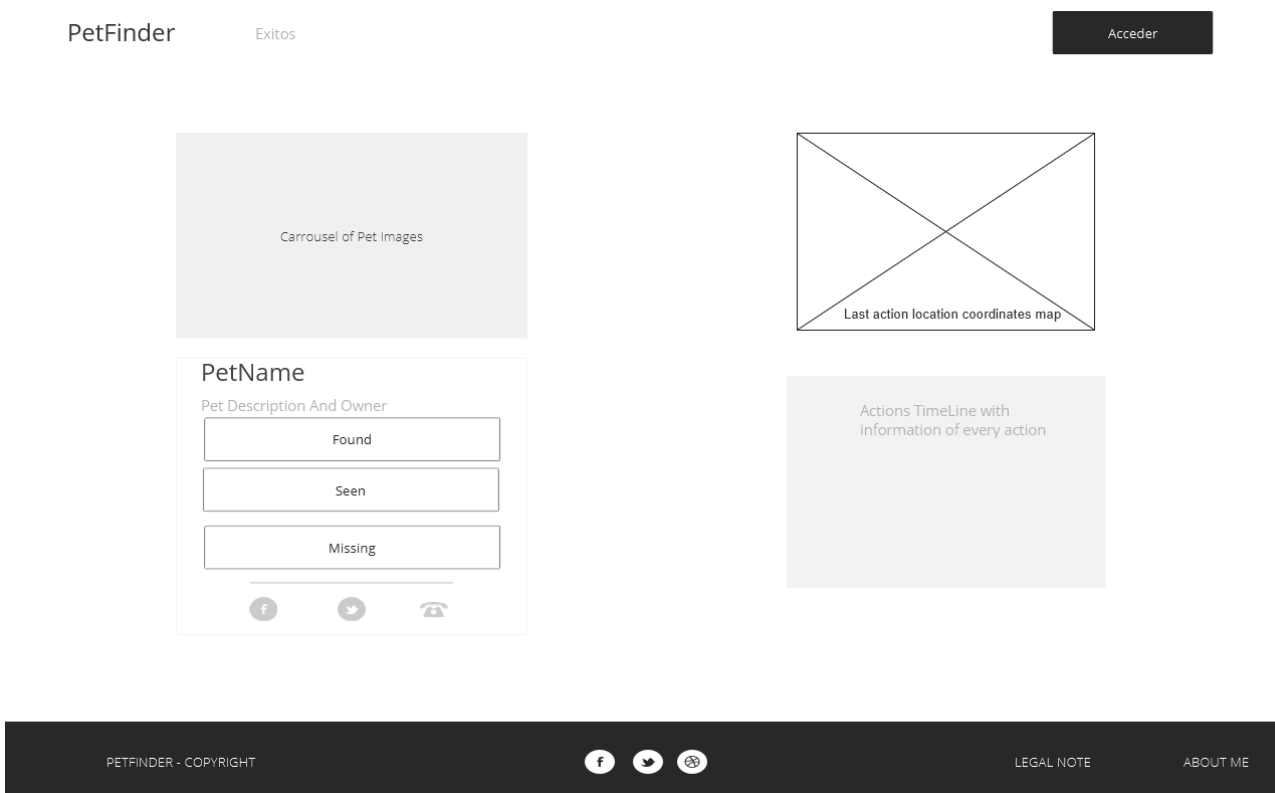 PetFinder
Exitos
Acceder
Carrousel of Pet Images
Last action location coordinates map
PetName
Pet Description And Owner
Found
Seen
Missing
Actions TimeLine with
information of every action
PETFINDER - COPYRIGHT
LEGAL NOTE
ABOUT ME